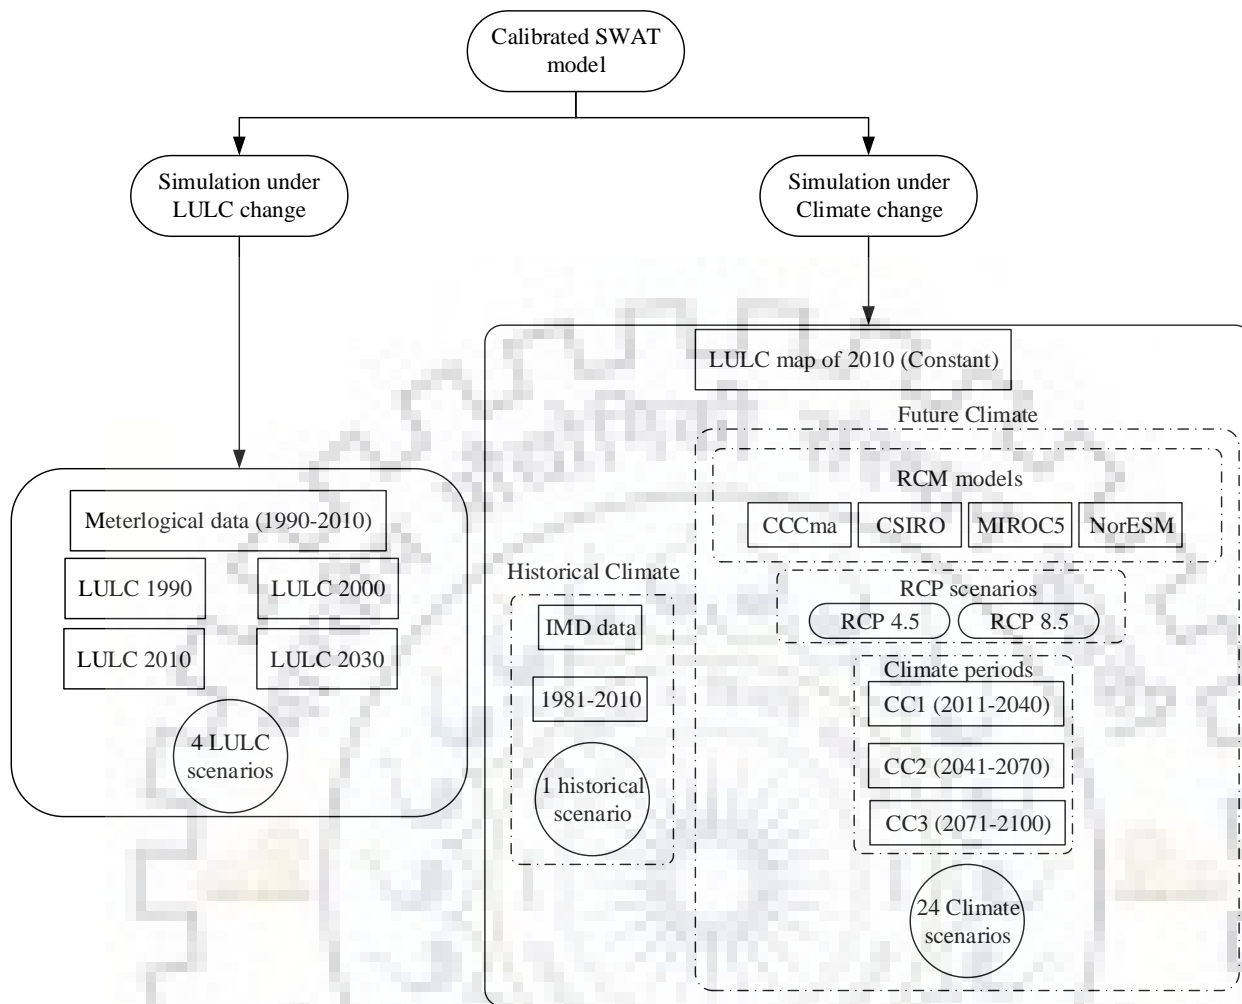 Calibrated SWAT
model
Simulation under
LULC change
Simulation under
Climate change
Meterlogical data (1990-2010)
LULC 1990
LULC 2000
LULC 2010
LULC 2030
4 LULC
scenarios
LULC map of 2010 (Constant)
Historical Climate
IMD data
1981-2010
1 historical
scenario
Future Climate
RCM models
CCCma
CSIRO
MIROC5
NorESM
RCP scenarios
RCP 4.5
RCP 8.5
Climate periods
CC1 (2011-2040)
CC2 (2041-2070)
CC3 (2071-2100)
24 Climate
scenarios